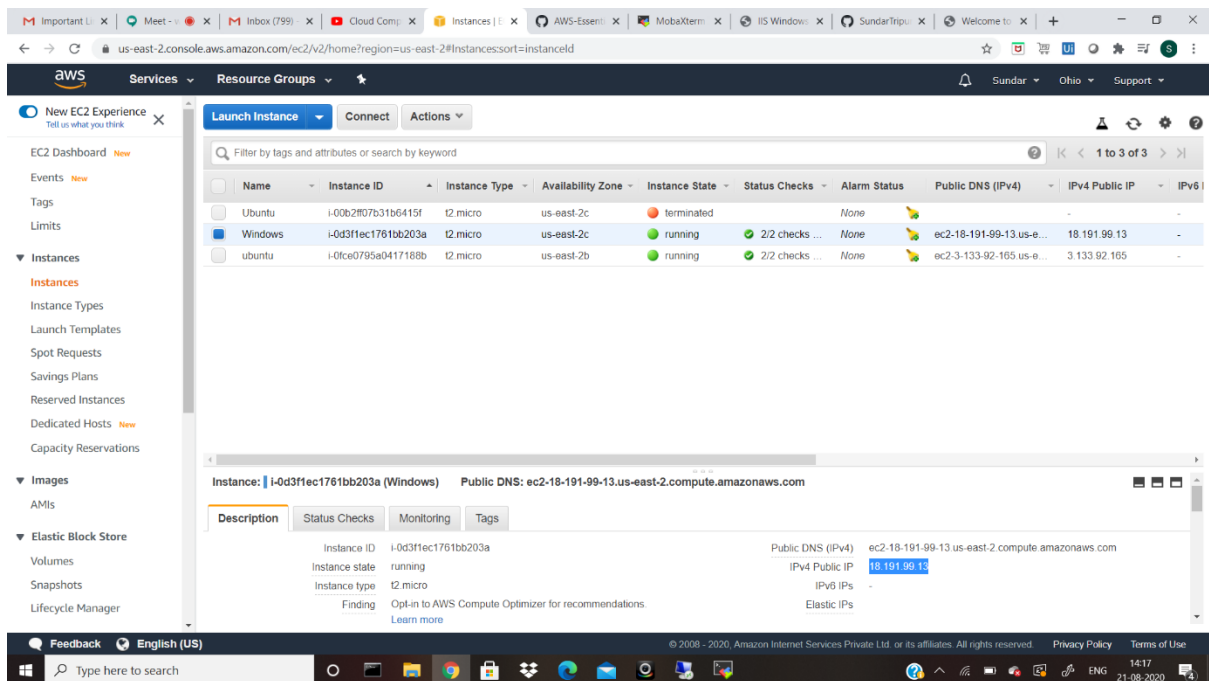 Important Li
Meet - v
Inbox (799) -
Cloud Comp
Instances | E
AWS-Essenti
MobaXterm
IIS Windows
SundarTripu
Welcome to
us-east-2.console.aws.amazon.com/ec2/v2/home?region=us-east-2#Instances:sort=instanceId
Ui
S
aws Services Resource Groups Sundar Ohio Support
New EC2 Experience
Tell us what you think
EC2 Dashboard New
Events New
Tags
Limits
Instances
Instances
Instance Types
Launch Templates
Spot Requests
Savings Plans
Reserved Instances
Dedicated Hosts New
Capacity Reservations
Images
AMIs
Elastic Block Store
Volumes
Snapshots
Lifecycle Manager
Launch Instance Connect Actions
Filter by tags and attributes or search by keyword 1 to 3 of 3
Name Instance ID Instance Type Availability Zone Instance State Status Checks Alarm Status Public DNS (IPv4) IPv4 Public IP IPv6
Ubuntu i-00b2ff07b31b6415f t2.micro us-east-2c terminated None - -
Windows i-0d3f1ec1761bb203a t2.micro us-east-2c running 2/2 checks ... None ec2-18-191-99-13.us-e... 18.191.99.13 -
ubuntu i-0fce0795a0417188b t2.micro us-east-2b running 2/2 checks ... None ec2-3-133-92-165.us-e... 3.133.92.165 -
Instance: i-0d3f1ec1761bb203a (Windows) Public DNS: ec2-18-191-99-13.us-east-2.compute.amazonaws.com
Description Status Checks Monitoring Tags
Instance ID i-0d3f1ec1761bb203a Public DNS (IPv4) ec2-18-191-99-13.us-east-2.compute.amazonaws.com
Instance state running IPv4 Public IP 18.191.99.13
Instance type t2.micro IPv6 IPs -
Finding Opt-in to AWS Compute Optimizer for recommendations. Elastic IPs
Learn more
Feedback English (US) © 2008 - 2020, Amazon Internet Services Private Ltd. or its affiliates. All rights reserved. Privacy Policy Terms of Use
Type here to search ENG 14:17
21-08-2020